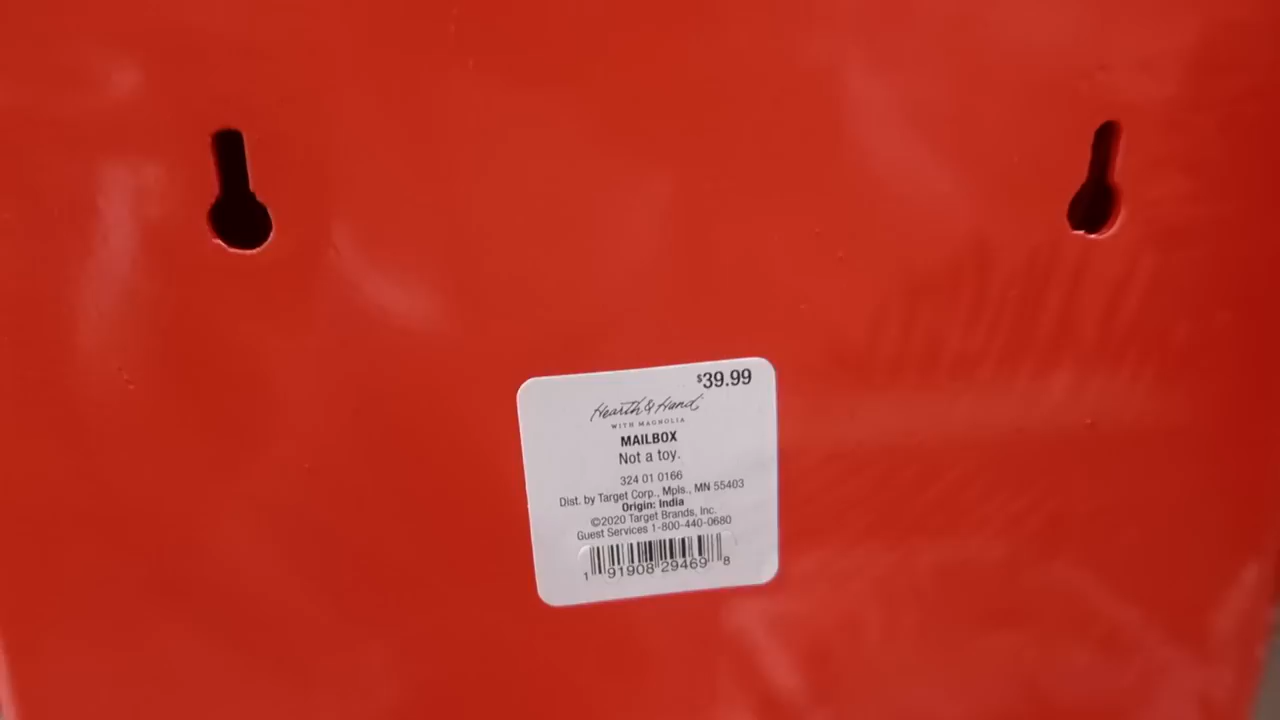 $39.99
Hearth & Hand
WITH MAGNOLIA
MAILBOX
Not a toy.
324 01 0166
Dist. by Target Corp., Mpls., MN 55403
Origin: India
©2020 Target Brands, Inc.
Guest Services 1-800-440-0680
1 91908 29469 8